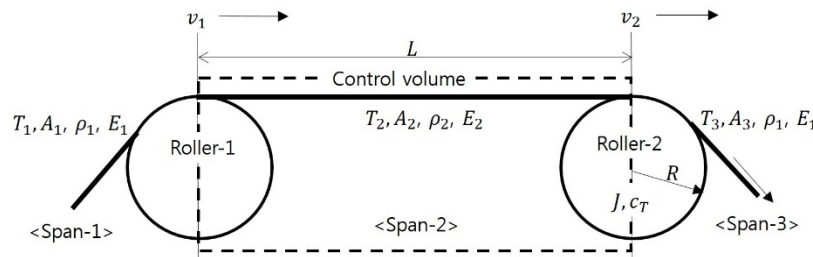 v₁ v₂
L
Control volume
T₁, A₁, ρ₁, E₁ T₂, A₂, ρ₂, E₂ T₃, A₃, ρ₁, E₁
Roller-1 Roller-2
R
J, c_T
<Span-1> <Span-2> <Span-3>